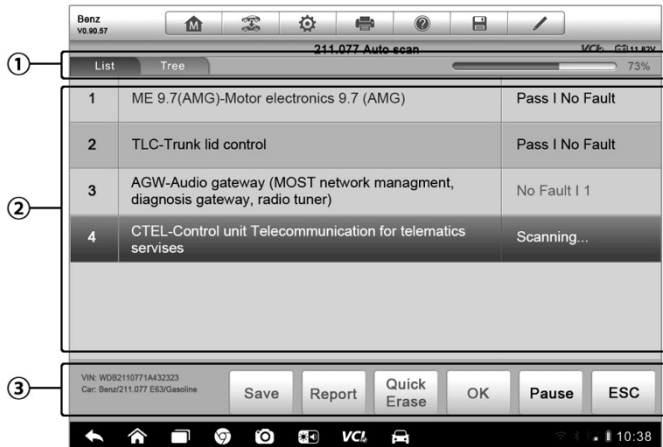 Benz
V0.90.57
211.077 Auto scan
VCI 11.82V
①
List Tree 73%
②
1 ME 9.7(AMG)-Motor electronics 9.7 (AMG) Pass I No Fault
2 TLC-Trunk lid control Pass I No Fault
3 AGW-Audio gateway (MOST network managment,
diagnosis gateway, radio tuner) No Fault I 1
4 CTEL-Control unit Telecommunication for telematics
servises Scanning...
③
VIN: WDB2110771A432323
Car: Benz/211.077 E63/Gasoline
Save Report Quick
Erase OK Pause ESC
VCI 10:38